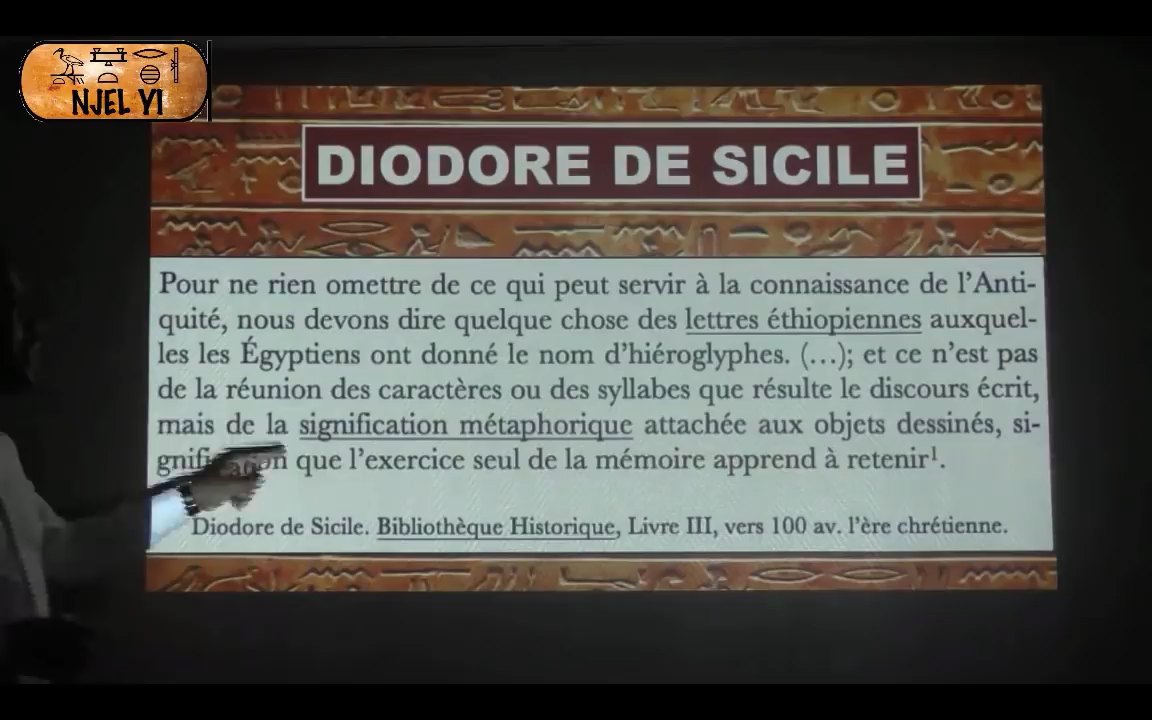 NJEL YI
DIODORE DE SICILE
Pour ne rien omettre de ce qui peut servir à la connaissance de l’Anti-
quité, nous devons dire quelque chose des lettres éthiopiennes auxquel-
les les Égyptiens ont donné le nom d’hiéroglyphes. (…); et ce n’est pas
de la réunion des caractères ou des syllabes que résulte le discours écrit,
mais de la signification métaphorique attachée aux objets dessinés, si-
gnification que l’exercice seul de la mémoire apprend à retenir¹.
Diodore de Sicile. Bibliothèque Historique, Livre III, vers 100 av. l’ère chrétienne.